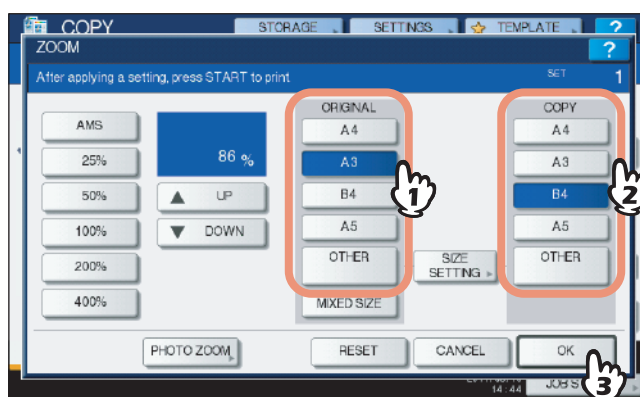 COPY STORAGE SETTINGS TEMPLATE ?
ZOOM ?
After applying a setting, press START to print SET 1
ORIGINAL COPY
AMS A4 A4
25% 86 % A3 A3
1 2
50% UP B4 B4
100% DOWN A5 A5
200% OTHER SIZE SETTING OTHER
400% MIXED SIZE
PHOTO ZOOM RESET CANCEL OK
3
14:44 JOB S